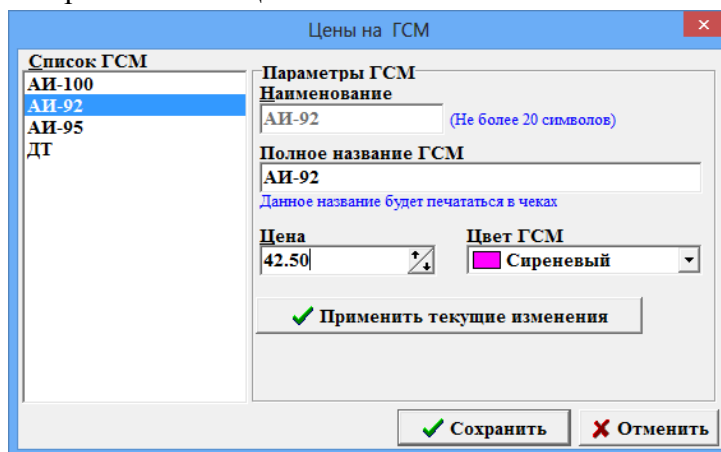 Цены на ГСМ
Список ГСМ
АИ-100
АИ-92
АИ-95
ДТ
Параметры ГСМ
Наименование
АИ-92 (Не более 20 символов)
Полное название ГСМ
АИ-92
Данное название будет печататься в чеках
Цена Цвет ГСМ
42.50 Сиреневый
Применить текущие изменения
Сохранить Отменить